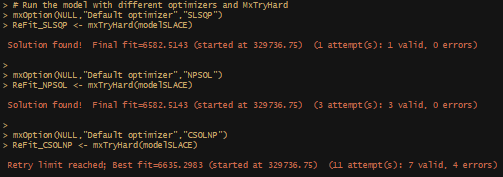 > # Run the model with different optimizers and MxTryHard
> mxOption(NULL,"Default optimizer","SLSQP")
> ReFit_SLSQP <- mxTryHard(modelSLACE)
Solution found! Final fit=6582.5143 (started at 329736.75) (1 attempt(s): 1 valid, 0 errors)
>
> mxOption(NULL,"Default optimizer","NPSOL")
> ReFit_NPSOL <- mxTryHard(modelSLACE)
Solution found! Final fit=6582.5143 (started at 329736.75) (3 attempt(s): 3 valid, 0 errors)
>
> mxOption(NULL,"Default optimizer","CSOLNP")
> ReFit_CSOLNP <- mxTryHard(modelSLACE)
Retry limit reached; Best fit=6635.2983 (started at 329736.75) (11 attempt(s): 7 valid, 4 errors)